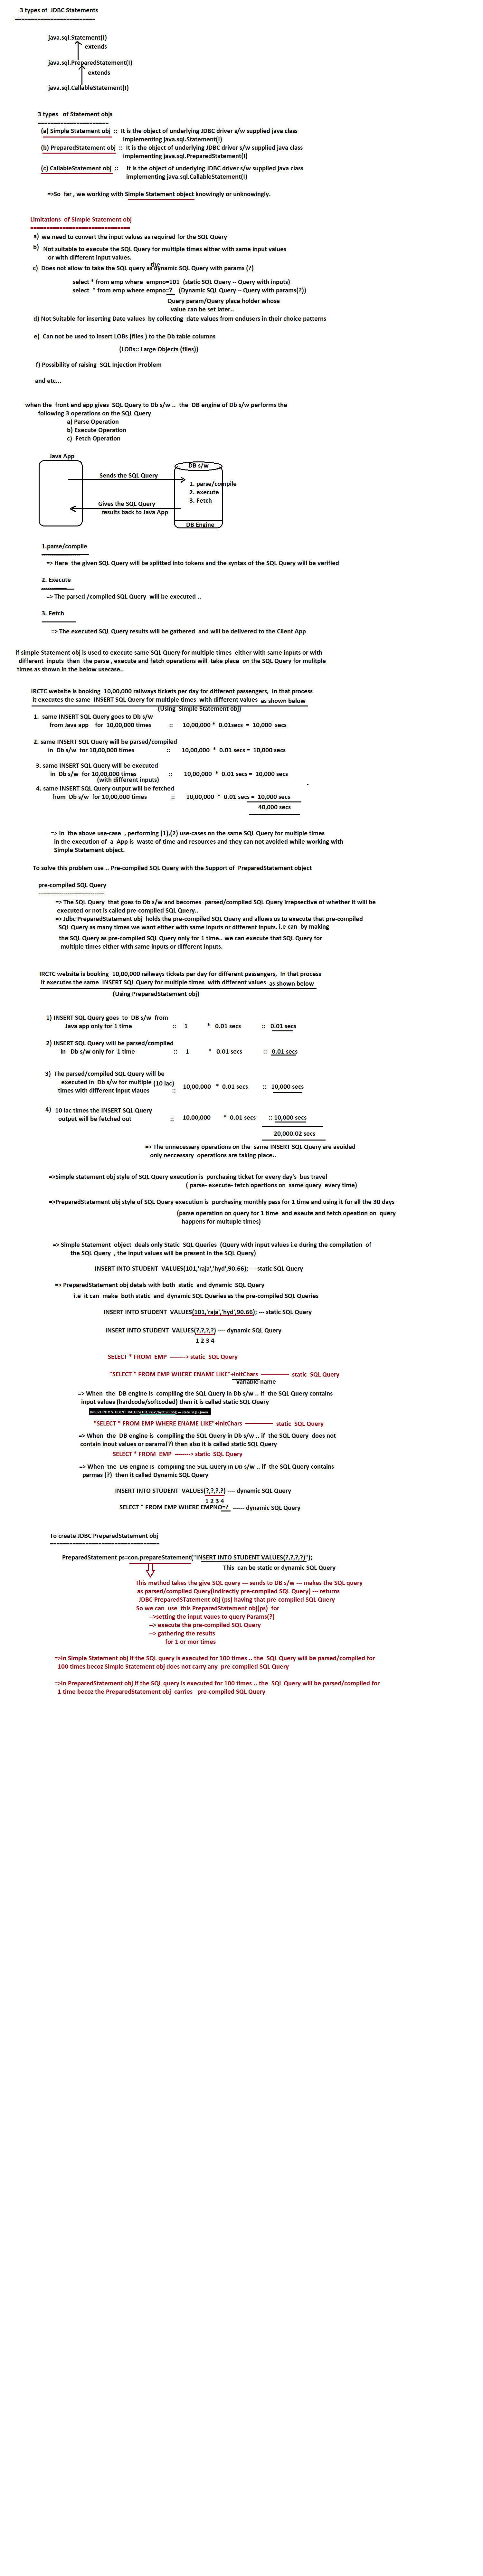 3 types of  JDBC Statements
=========================
java.sql.Statement(I)
extends
java.sql.PreparedStatement(I)
extends
java.sql.CallableStatement(I)
3 types   of Statement objs
======================
(a) Simple Statement obj  ::  It is the object of underlying JDBC driver s/w supplied java class
implementing java.sql.Statement(I)
(b) PreparedStatement obj  ::  It is the object of underlying JDBC driver s/w supplied java class
implementing java.sql.PreparedStatement(I)
(c) CallableStatement obj  ::     It is the object of underlying JDBC driver s/w supplied java class
implementing java.sql.CallableStatement(I)
=>So  far , we working with Simple Statement object knowingly or unknowingly.
Limitations  of Simple Statement obj
===============================
a)  we need to convert the input values as required for the SQL Query
b)  Not suitable to execute the SQL Query for multiple times either with same input values
or with different input values.
the
c)  Does not allow to take the SQL query as dynamic SQL Query with params (?)
select * from emp where  empno=101  (static SQL Query -- Query with inputs)
select  * from emp where empno=?    (Dynamic SQL Query -- Query with params(?))
Query param/Query place holder whose
value can be set later..
d) Not Suitable for inserting Date values  by collecting  date values from endusers in their choice patterns
e)  Can not be used to insert LOBs (files ) to the Db table columns
(LOBs:: Large Objects (files))
f) Possibility of raising  SQL Injection Problem
and etc...
when the  front end app gives  SQL Query to Db s/w ..  the  DB engine of Db s/w performs the
following 3 operations on the SQL Query
a) Parse Operation
b) Execute Operation
c)  Fetch Operation
Java App
DB s/w
Sends the SQL Query
1. parse/compile
2. execute
3. Fetch
Gives the SQL Query
results back to Java App
DB Engine
1.parse/compile
=> Here  the given SQL Query will be splitted into tokens and the syntax of the SQL Query will be verified
2. Execute
=> The parsed /compiled SQL Query  will be executed ..
3. Fetch
=> The executed SQL Query results will be gathered  and will be delivered to the Client App
if simple Statement obj is used to execute same SQL Query for multiple times  either with same inputs or with
different  inputs  then  the parse , execute and fetch operations will  take place  on the SQL Query for mulitple
times as shown in the below usecase..
IRCTC website is booking  10,00,000 railways tickets per day for different passengers,  In that process
it executes the same  INSERT SQL Query for multiple times  with different values  as shown below
(Using  Simple Statement obj)
1.  same INSERT SQL Query goes to Db s/w
from Java app    for  10,00,000 times          ::      10,00,000 *  0.01secs  =  10,000  secs
2. same INSERT SQL Query will be parsed/compiled
in  Db s/w  for 10,00,000 times                  ::      10,00,000  *  0.01 secs =  10,000 secs
3. same INSERT SQL Query will be executed
in  Db s/w for 10,00,000 times                  ::      10,00,000  *  0.01 secs =  10,000 secs
(with different inputs)
4. same INSERT SQL Query output will be fetched
from  Db s/w  for 10,00,000 times              ::      10,00,000  *  0.01 secs =  10,000 secs
40,000 secs
=> In  the above use-case  , performing (1),(2) use-cases on the same SQL Query for multiple times
in the execution of  a  App is  waste of time and resources and they can not avoided while working with
Simple Statement object.
To solve this problem use .. Pre-compiled SQL Query with the Support of  PreparedStatement object
pre-compiled SQL Query
--------------------------------
=> The SQL Query  that goes to Db s/w and becomes  parsed/compiled SQL Query irrepsective of whether it will be
executed or not is called pre-compiled SQL Query..
=> Jdbc PreparedStatement obj  holds the pre-compiled SQL Query and allows us to execute that pre-compiled
SQL Query as many times we want either with same inputs or different inputs. i.e can  by making
the SQL Query as pre-compiled SQL Query only for 1 time.. we can execute that SQL Query for
multiple times either with same inputs or different inputs.
IRCTC website is booking  10,00,000 railways tickets per day for different passengers,  In that process
it executes the same  INSERT SQL Query for multiple times  with different values  as shown below
(Using PreparedStatement obj)
1) INSERT SQL Query goes  to  DB s/w  from
Java app only for 1 time                       ::     1            *   0.01 secs             ::   0.01 secs
2) INSERT SQL Query will be parsed/compiled
in   Db s/w only for  1 time                        ::     1            *   0.01 secs             ::   0.01 secs
3)  The parsed/compiled SQL Query will be
executed in  Db s/w for multiple (10 lac)
times with different input vlaues              ::    10,00,000   *  0.01 secs         ::   10,000 secs
4)  10 lac times the INSERT SQL Query
output will be fetched out                      ::     10,00,000        *  0.01 secs        :: 10,000 secs
20,000.02 secs
=> The unnecessary operations on the  same INSERT SQL Query are avoided
only neccessary  operations are taking place..
=>Simple statement obj style of SQL Query execution is  purchasing ticket for every day's  bus travel
( parse- execute- fetch opertions on  same query  every time)
=>PreparedStatement obj style of SQL Query execution  is  purchasing monthly pass for 1 time and using it for all the 30 days
(parse operation on query for 1 time  and exeute and fetch opeation on  query
happens for multuple times)
=> Simple Statement  object  deals only Static  SQL Queries  (Query with input values i.e during the compilation  of
the SQL Query  , the input values will be present in the SQL Query)
INSERT INTO STUDENT  VALUES(101,'raja','hyd',90.66); --- static SQL Query
=> PreparedStatement obj detals with both  static  and dynamic  SQL Query
i.e  it can make  both static  and  dynamic SQL Queries as the pre-compiled SQL Queries
INSERT INTO STUDENT  VALUES(101,'raja','hyd',90.66); --- static SQL Query
INSERT INTO STUDENT  VALUES(?,?,?,?) ---- dynamic SQL Query
1 2 3 4
SELECT * FROM  EMP  --------> static  SQL Query
"SELECT * FROM EMP WHERE ENAME LIKE"+initChars             static  SQL Query
variable name
=> When  the  DB engine is  compiling the SQL Query in Db s/w ..  if  the SQL Query contains
input values (hardcode/softcoded) then it is called static SQL Query
INSERT INTO STUDENT  VALUES(101,'raja','hyd',90.66); --- static SQL Query
"SELECT * FROM EMP WHERE ENAME LIKE"+initChars             static  SQL Query
=> When the  DB engine is  compiling the SQL Query in Db s/w ..  if  the SQL Query  does not
contain input values or params(?) then also it is called static SQL Query
SELECT * FROM  EMP  --------> static  SQL Query
=> When  the  DB engine is  compiling the SQL Query in Db s/w ..  if  the SQL Query contains
parmas (?)  then it called Dynamic SQL Query
INSERT INTO STUDENT  VALUES(?,?,?,?) ---- dynamic SQL Query
1 2 3 4
SELECT * FROM EMP WHERE EMPNO=?  ------ dynamic SQL Query
To create JDBC PreparedStatement obj
==================================
PreparedStatement ps=con.prepareStatement("INSERT INTO STUDENT VALUES(?,?,?,?)");
This  can be static or dynamic SQL Query
This method takes the give SQL query --- sends to DB s/w --- makes the SQL query
as parsed/compiled Query(indirectly pre-compiled SQL Query) --- returns
JDBC PreparedSTatement obj (ps) having that pre-compiled SQL Query
So we can  use  this PreparedStatement obj(ps)  for
-->setting the input vaues to query Params(?)
--> execute the pre-compiled SQL Query
--> gathering the results
for 1 or mor times
=>In Simple Statement obj if the SQL query is executed for 100 times .. the  SQL Query will be parsed/compiled for
100 times becoz Simple Statement obj does not carry any  pre-compiled SQL Query
=>In PreparedStatement obj if the SQL query is executed for 100 times .. the  SQL Query will be parsed/compiled for
1 time becoz the PreparedStatement obj  carries   pre-compiled SQL Query